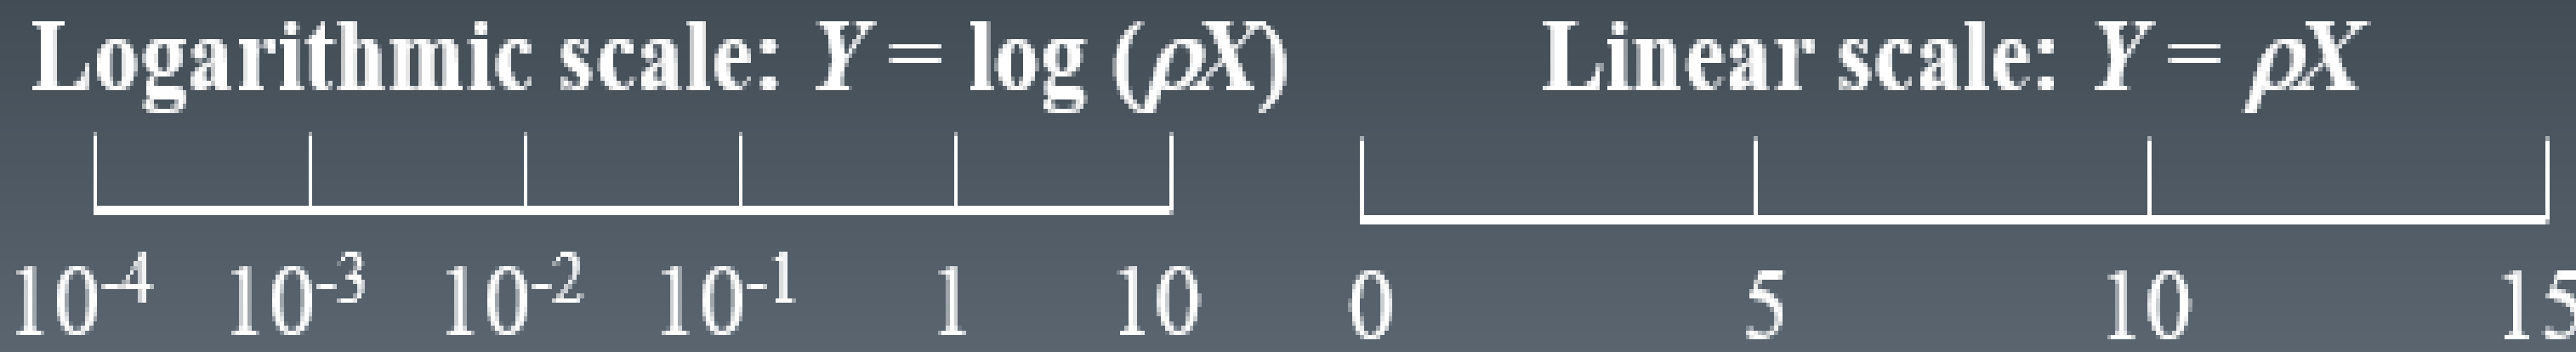 Logarithmic scale: Y = log (ρX) Linear scale: Y = ρX
10⁻⁴ 10⁻³ 10⁻² 10⁻¹ 1 10 0 5 10 15